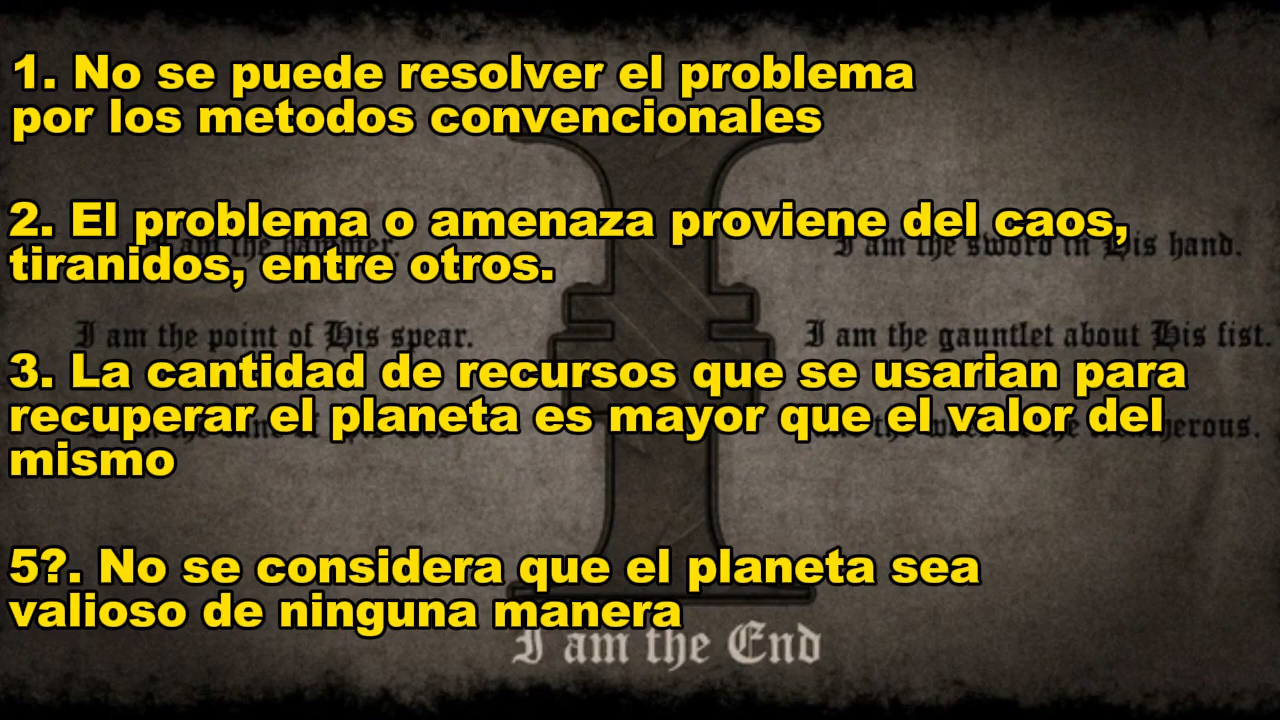 1. No se puede resolver el problema
por los metodos convencionales
2. El problema o amenaza proviene del caos,
tiranidos, entre otros.
am the hammer.
I am the sword in His hand.
I am the point of His spear.
I am the gauntlet about His fist.
3. La cantidad de recursos que se usarian para
recuperar el planeta es mayor que el valor del
mismo
5?. No se considera que el planeta sea
valioso de ninguna manera
I am the End